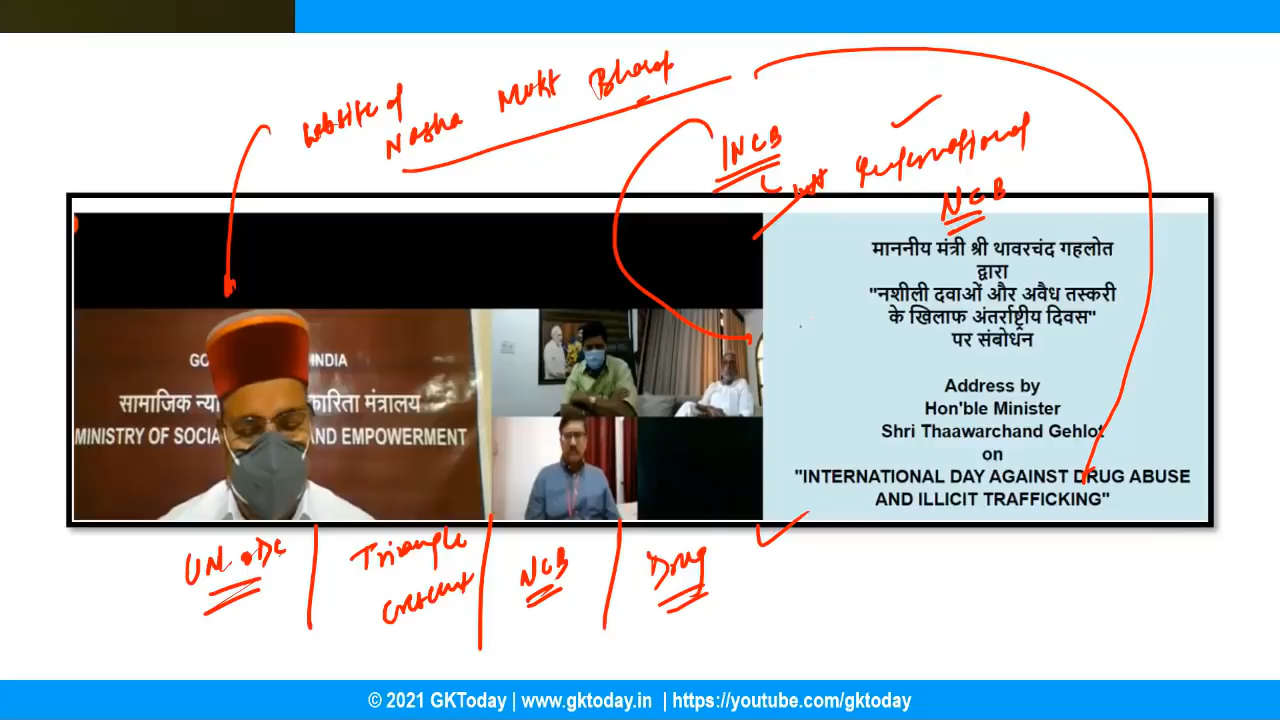 website of
Nasha Mukt Bharat
INCB
International
NCB
GO INDIA
सामाजिक न्या कारिता मंत्रालय
MINISTRY OF SOCIA AND EMPOWERMENT
माननीय मंत्री श्री थावरचंद गहलोत
द्वारा
"नशीली दवाओं और अवैध तस्करी
के खिलाफ अंतर्राष्ट्रीय दिवस"
पर संबोधन
Address by
Hon'ble Minister
Shri Thaawarchand Gehlot
on
"INTERNATIONAL DAY AGAINST DRUG ABUSE
AND ILLICIT TRAFFICKING"
UNODC
Triangle
Crescent
NCB
Drug
© 2021 GKToday | www.gktoday.in | https://youtube.com/gktoday